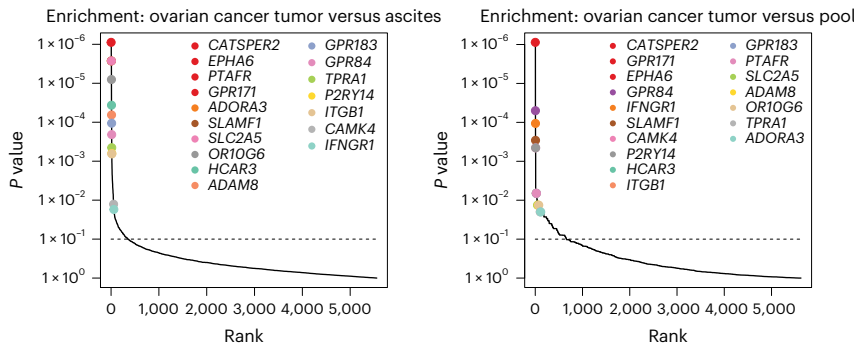 Enrichment: ovarian cancer tumor versus ascites
P value
1 × 10⁻⁶
1 × 10⁻⁵
1 × 10⁻⁴
1 × 10⁻³
1 × 10⁻²
1 × 10⁻¹
1 × 10⁰
CATSPER2
EPHA6
PTAFR
GPR171
ADORA3
SLAMF1
SLC2A5
OR10G6
HCAR3
ADAM8
GPR183
GPR84
TPRA1
P2RY14
ITGB1
CAMK4
IFNGR1
0 1,000 2,000 3,000 4,000 5,000
Rank
Enrichment: ovarian cancer tumor versus pool
P value
1 × 10⁻⁶
1 × 10⁻⁵
1 × 10⁻⁴
1 × 10⁻³
1 × 10⁻²
1 × 10⁻¹
1 × 10⁰
CATSPER2
GPR171
EPHA6
GPR84
IFNGR1
SLAMF1
CAMK4
P2RY14
HCAR3
ITGB1
GPR183
PTAFR
SLC2A5
ADAM8
OR10G6
TPRA1
ADORA3
0 1,000 2,000 3,000 4,000 5,000
Rank